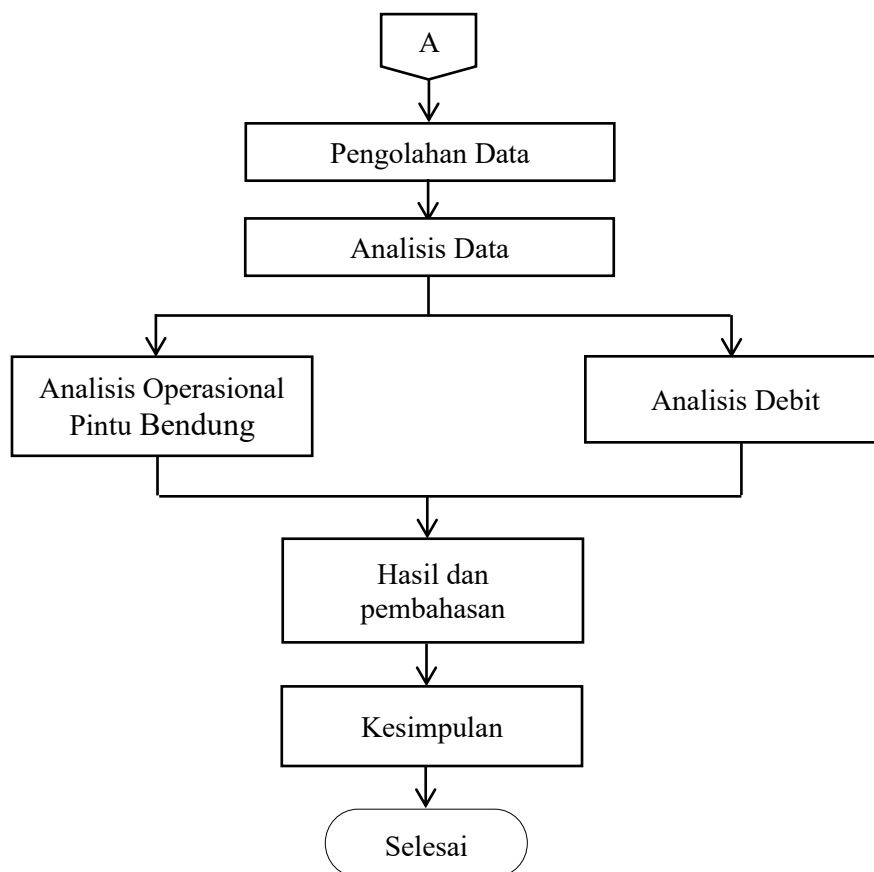 A
Pengolahan Data
Analisis Data
Analisis Operasional
Pintu Bendung
Analisis Debit
Hasil dan
pembahasan
Kesimpulan
Selesai